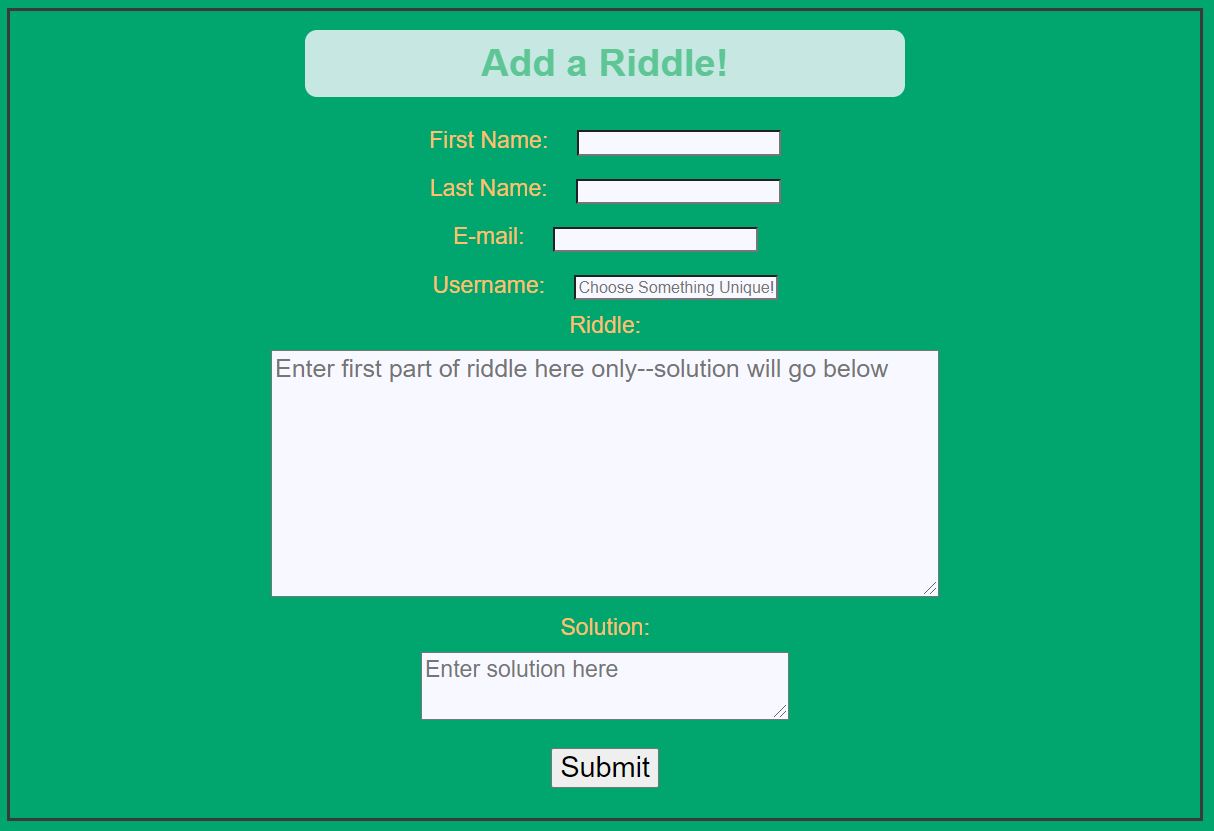 Add a Riddle!
First Name:
Last Name:
E-mail:
Username: Choose Something Unique!
Riddle:
Enter first part of riddle here only--solution will go below
Solution:
Enter solution here
Submit